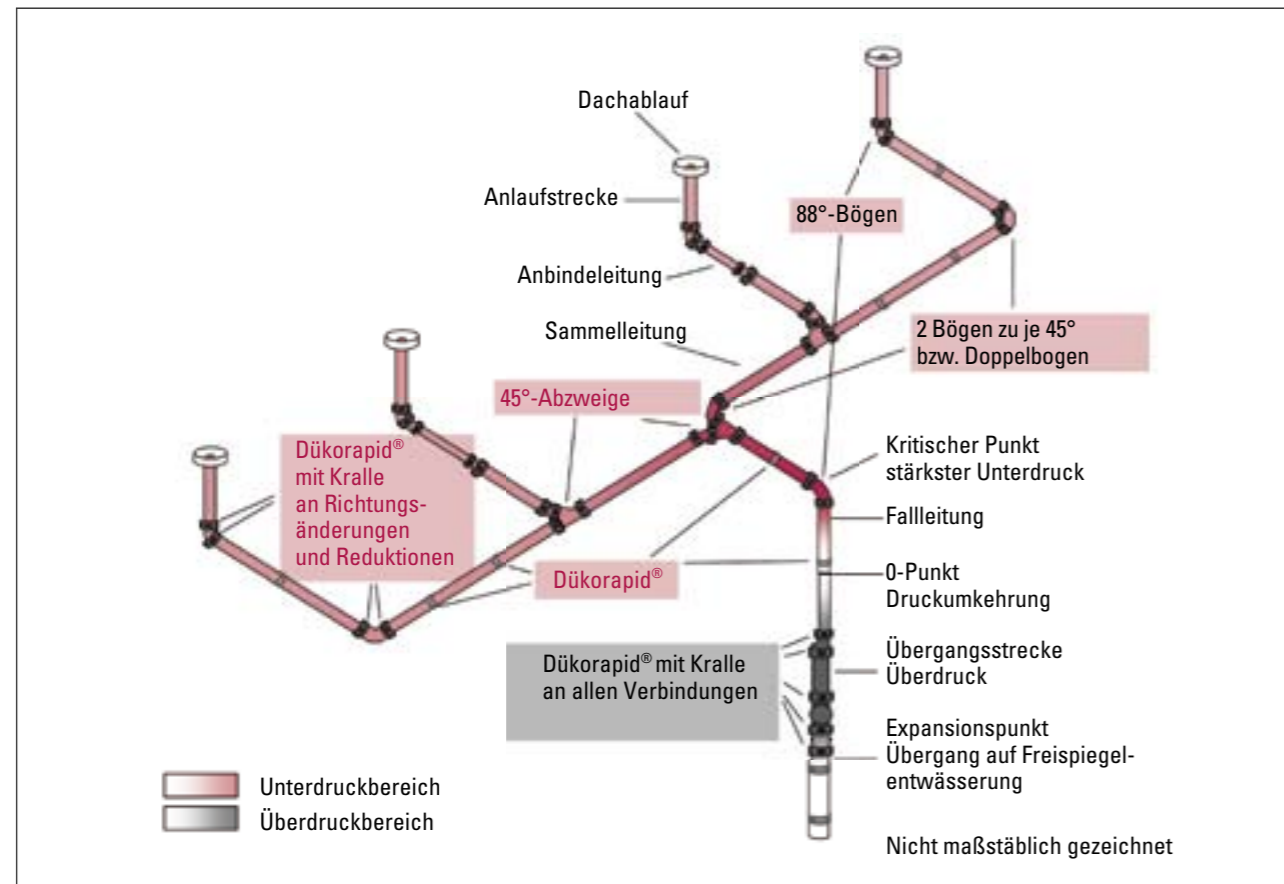 Dachablauf
Anlaufstrecke
88°-Bögen
Anbindeleitung
Sammelleitung
2 Bögen zu je 45°
bzw. Doppelbogen
45°-Abzweige
Dükorapid®
mit Kralle
an Richtungs-
änderungen
und Reduktionen
Kritischer Punkt
stärkster Unterdruck
Fallleitung
Dükorapid®
0-Punkt
Druckumkehrung
Dükorapid® mit Kralle
an allen Verbindungen
Übergangsstrecke
Überdruck
Expansionspunkt
Übergang auf Freispiegel-
entwässerung
Unterdruckbereich
Überdruckbereich
Nicht maßstäblich gezeichnet